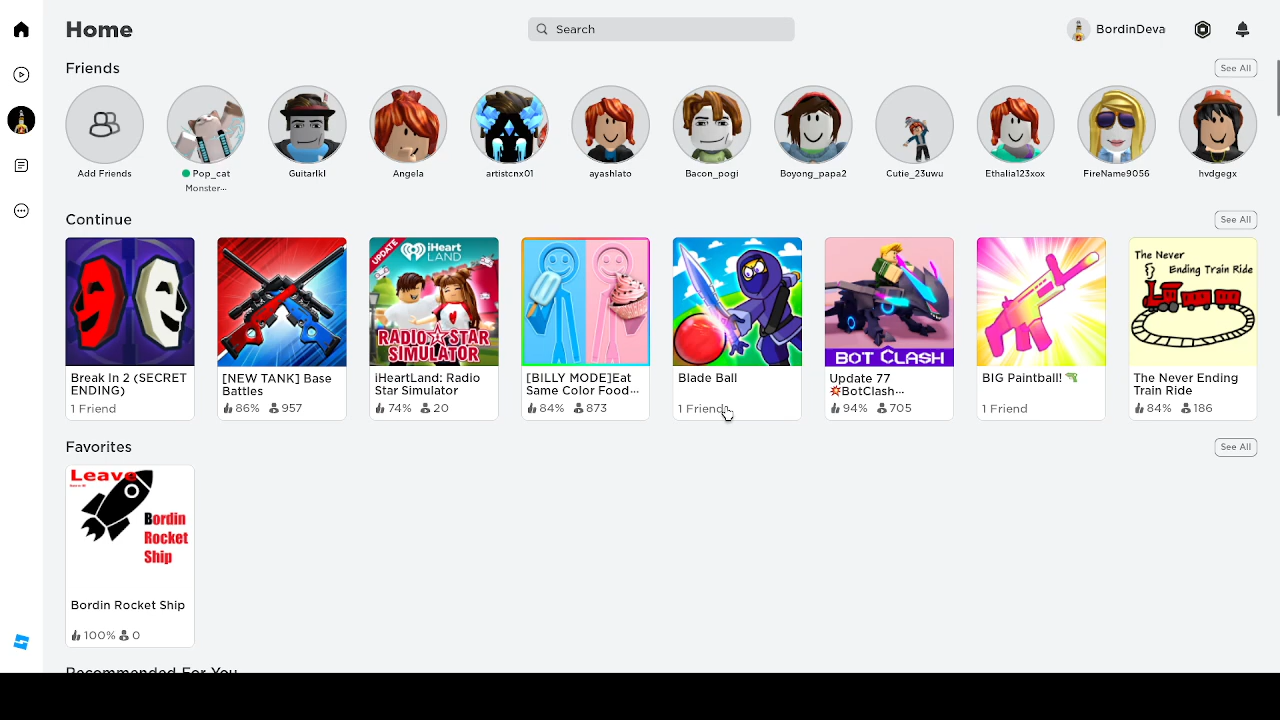 Home
Search
BordinDeva
Friends
See All
Add Friends
Pop_cat
Monster...
Guitarlkl
Angela
artistcnx01
ayashlato
Bacon_pogi
Boyong_papa2
Cutie_23uwu
Ethalia123xox
FireName9056
hvdgegx
Continue
See All
UPDATE
iHeart
LAND
RADIO STAR
SIMULATOR
BOT CLASH
The Never
Ending Train Ride
Break In 2 (SECRET
ENDING)
1 Friend
[NEW TANK] Base
Battles
86% 957
iHeartLand: Radio
Star Simulator
74% 20
[BILLY MODE]Eat
Same Color Food...
84% 873
Blade Ball
1 Friend
Update 77
💥BotClash...
94% 705
BIG Paintball! 🔫
1 Friend
The Never Ending
Train Ride
84% 186
Favorites
See All
Leave
Bordin
Rocket
Ship
Bordin Rocket Ship
100% 0
Recommended For You